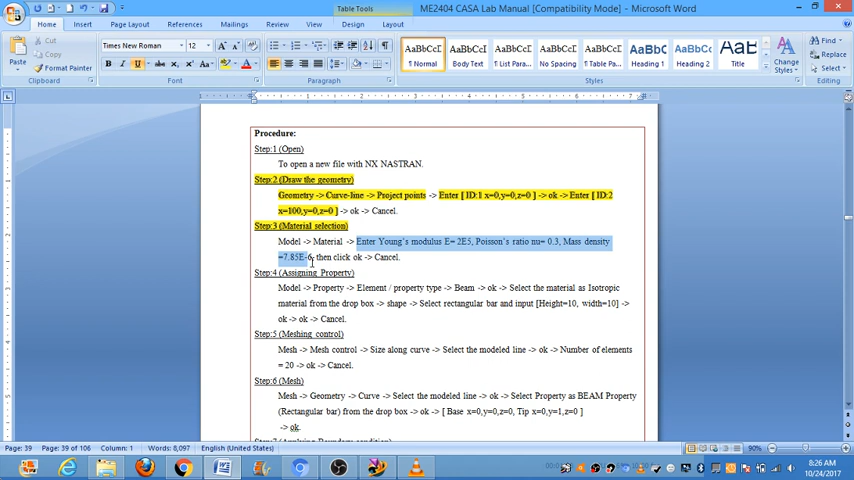 Table Tools
ME2404 CASA Lab Manual [Compatibility Mode] - Microsoft Word
Home Insert Page Layout References Mailings Review View Design Layout
Paste
Cut
Copy
Format Painter
Clipboard
Times New Roman 12
Font
Paragraph
AaBbCcI AaBbCcDc AaBbCcI AaBbCcI AaBbCcI AaBbC AaBbCc AaB
¶ Normal Body Text ¶ List Para... No Spacing ¶ Table Pa... Heading 1 Heading 2 Title
Change Styles
Styles
Find
Replace
Select
Editing
Procedure:
Step:1 (Open)
To open a new file with NX NASTRAN.
Step:2 (Draw the geometry)
Geometry -> Curve-line -> Project points -> Enter [ ID:1 x=0,y=0,z=0 ] -> ok -> Enter [ ID:2
x=100,y=0,z=0 ] -> ok -> Cancel.
Step:3 (Material selection)
Model -> Material -> Enter Young's modulus E= 2E5, Poisson's ratio nu= 0.3, Mass density
=7.85E-6, then click ok -> Cancel.
Step:4 (Assigning Property)
Model -> Property -> Element / property type -> Beam -> ok -> Select the material as Isotropic
material from the drop box -> shape -> Select rectangular bar and input [Height=10, width=10] ->
ok -> ok -> Cancel.
Step:5 (Meshing control)
Mesh -> Mesh control -> Size along curve -> Select the modeled line -> ok -> Number of elements
= 20 -> ok -> Cancel.
Step:6 (Mesh)
Mesh -> Geometry -> Curve -> Select the modeled line -> ok -> Select Property as BEAM Property
(Rectangular bar) from the drop box -> ok -> [ Base x=0,y=0,z=0, Tip x=0,y=1,z=0 ]
-> ok.
Step:7 (Applying Boundary condition)
Page: 39 Page: 39 of 106 Column: 1 Words: 8,097 English (United States) 90%
8:26 AM
10/24/2017